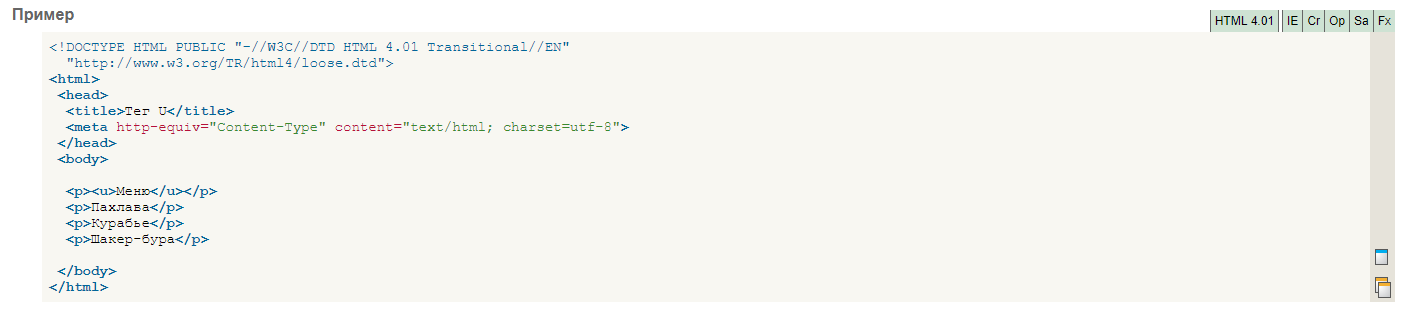 Пример
HTML 4.01 IE Cr Op Sa Fx
<!DOCTYPE HTML PUBLIC "-//W3C//DTD HTML 4.01 Transitional//EN"
"http://www.w3.org/TR/html4/loose.dtd">
<html>
<head>
<title>Тег U</title>
<meta http-equiv="Content-Type" content="text/html; charset=utf-8">
</head>
<body>
<p><u>Меню</u></p>
<p>Пахлава</p>
<p>Курабье</p>
<p>Шакер-бура</p>
</body>
</html>